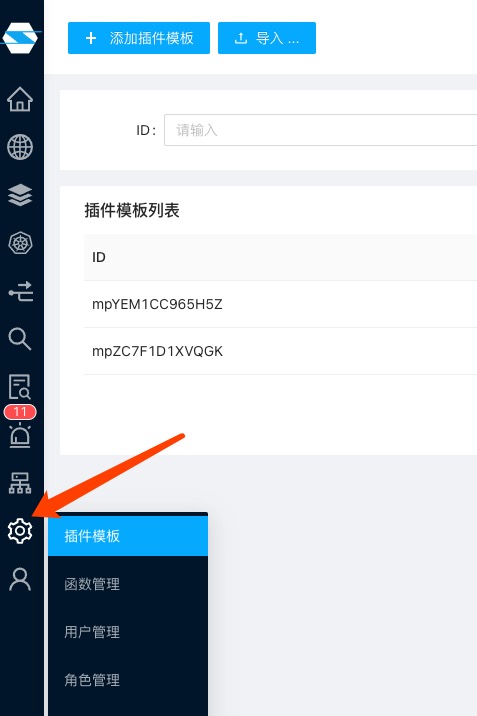 添加插件模板
导入 ...
ID：
请输入
插件模板列表
ID
mpYEM1CC965H5Z
mpZC7F1D1XVQGK
11
插件模板
函数管理
用户管理
角色管理